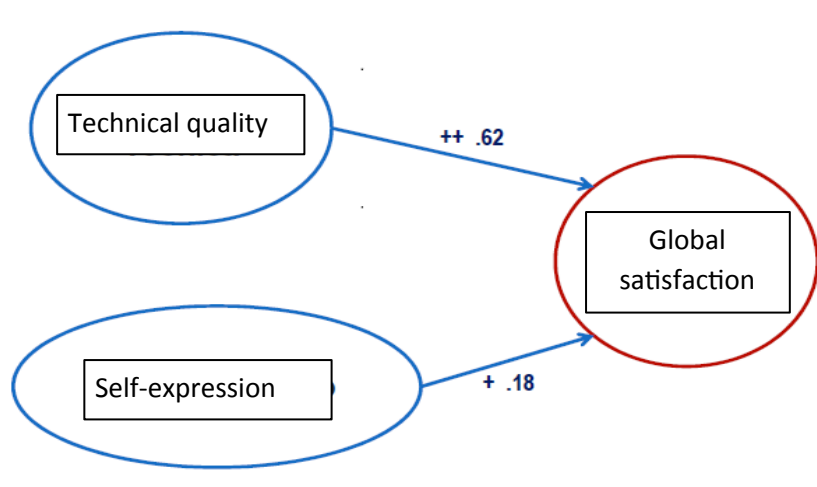 Technical quality
++ .62
Global
satisfaction
Self-expression
+ .18